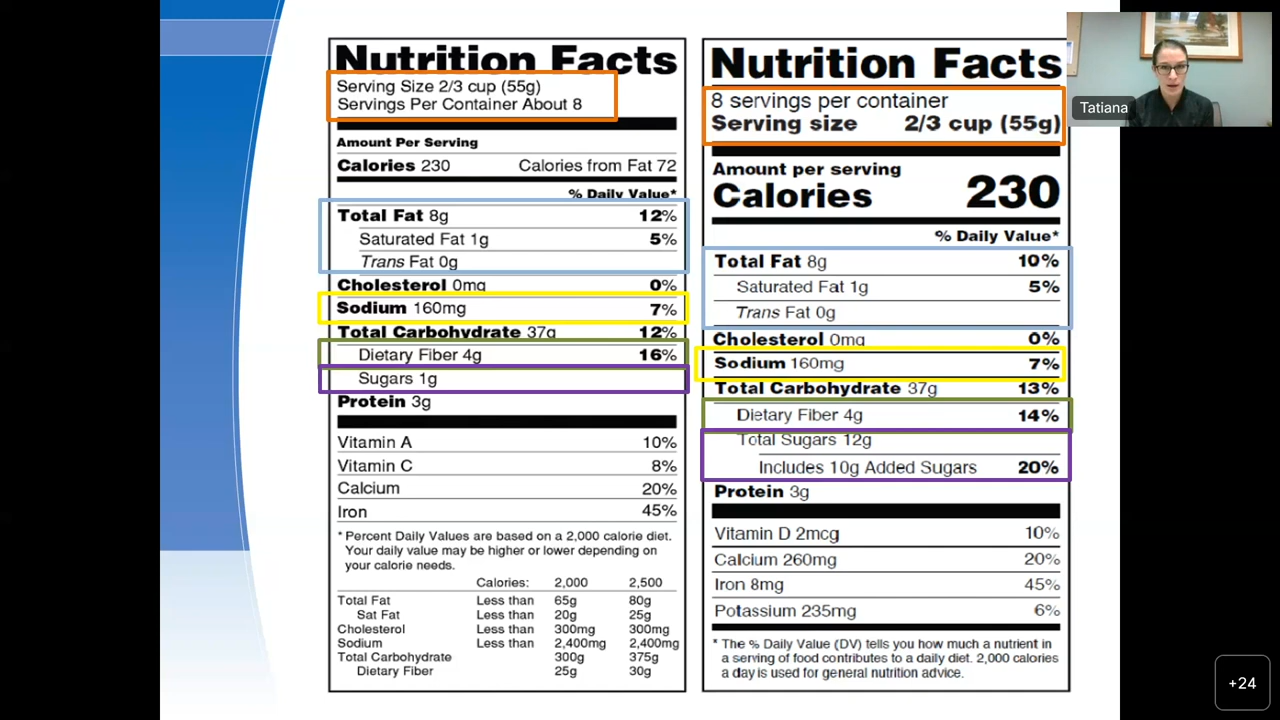 Nutrition Facts
Serving Size 2/3 cup (55g)
Servings Per Container About 8
Amount Per Serving
Calories 230 Calories from Fat 72
% Daily Value*
Total Fat 8g 12%
Saturated Fat 1g 5%
Trans Fat 0g
Cholesterol 0mg 0%
Sodium 160mg 7%
Total Carbohydrate 37g 12%
Dietary Fiber 4g 16%
Sugars 1g
Protein 3g
Vitamin A 10%
Vitamin C 8%
Calcium 20%
Iron 45%
* Percent Daily Values are based on a 2,000 calorie diet.
Your daily value may be higher or lower depending on
your calorie needs.
Calories: 2,000 2,500
Total Fat Less than 65g 80g
Sat Fat Less than 20g 25g
Cholesterol Less than 300mg 300mg
Sodium Less than 2,400mg 2,400mg
Total Carbohydrate 300g 375g
Dietary Fiber 25g 30g
Nutrition Facts
8 servings per container
Serving size 2/3 cup (55g)
Amount per serving
Calories 230
% Daily Value*
Total Fat 8g 10%
Saturated Fat 1g 5%
Trans Fat 0g
Cholesterol 0mg 0%
Sodium 160mg 7%
Total Carbohydrate 37g 13%
Dietary Fiber 4g 14%
Total Sugars 12g
Includes 10g Added Sugars 20%
Protein 3g
Vitamin D 2mcg 10%
Calcium 260mg 20%
Iron 8mg 45%
Potassium 235mg 6%
* The % Daily Value (DV) tells you how much a nutrient in
a serving of food contributes to a daily diet. 2,000 calories
a day is used for general nutrition advice.
Tatiana
+24